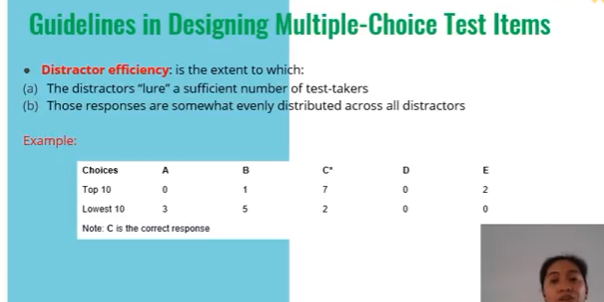 Guidelines in Designing Multiple-Choice Test Items
• Distractor efficiency: is the extent to which:
(a) The distractors “lure” a sufficient number of test-takers
(b) Those responses are somewhat evenly distributed across all distractors
Example:
Choices A B C* D E
Top 10 0 1 7 0 2
Lowest 10 3 5 2 0 0
Note: C is the correct response